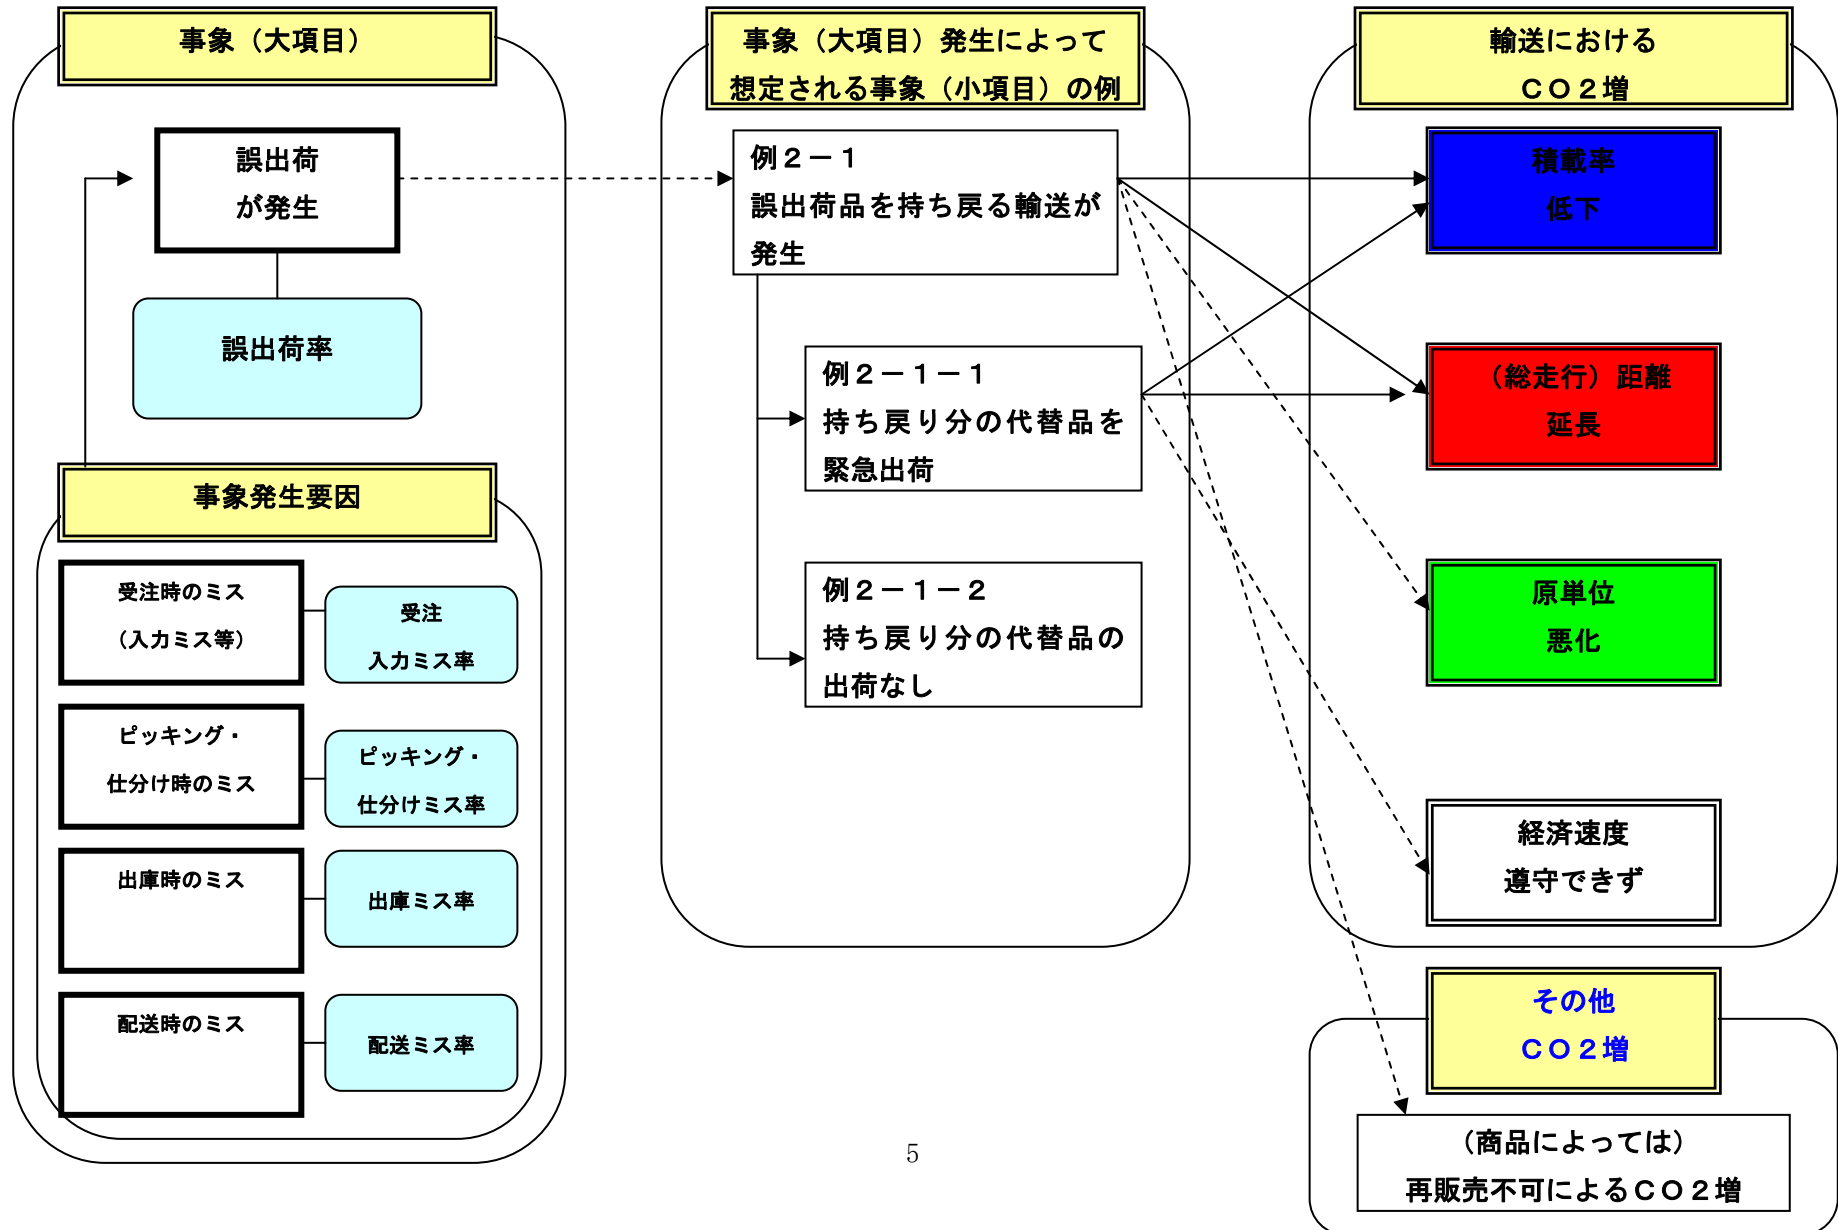 事象（大項目）
誤出荷
が発生
誤出荷率
事象発生要因
受注時のミス
（入力ミス等）
受注
入力ミス率
ピッキング・
仕分け時のミス
ピッキング・
仕分けミス率
出庫時のミス
出庫ミス率
配送時のミス
配送ミス率
事象（大項目）発生によって
想定される事象（小項目）の例
例２－１
誤出荷品を持ち戻る輸送が
発生
例２－１－１
持ち戻り分の代替品を
緊急出荷
例２－１－２
持ち戻り分の代替品の
出荷なし
輸送における
ＣＯ２増
積載率
低下
（総走行）距離
延長
原単位
悪化
経済速度
遵守できず
その他
ＣＯ２増
（商品によっては）
再販売不可によるＣＯ２増
5